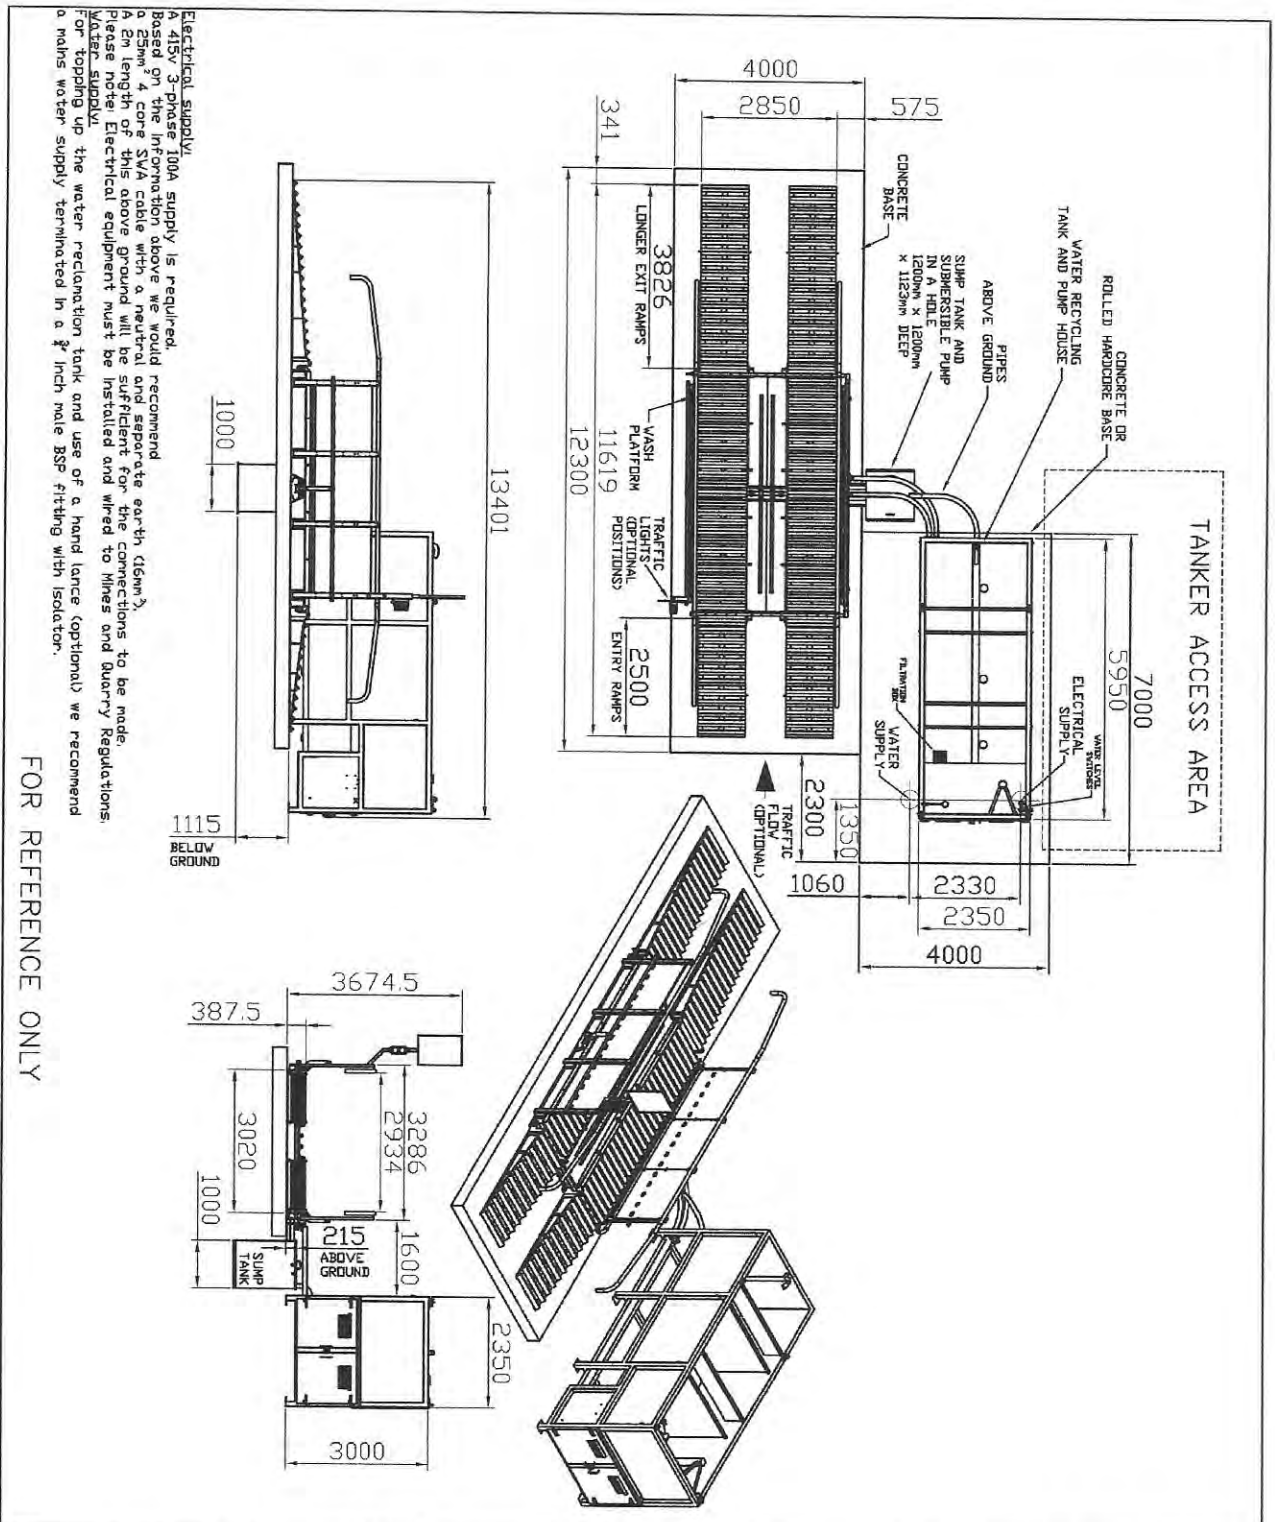 TANKER ACCESS AREA
7000
5950
CONCRETE OR
ROLLED HARDCORE BASE
WATER RECYCLING
TANK AND PUMP HOUSE
PIPES
ABOVE GROUND
SUMP TANK AND
SUBMERSIBLE PUMP
IN A HOLE
1200mm x 1200mm
x 1123mm DEEP
CONCRETE
BASE
WATER LEVEL
SWITCHES
ELECTRICAL
SUPPLY
FILTRATION
BOX
WATER
SUPPLY
575
4000
2850
341
3826
LONGER EXIT RAMPS
WASH
PLATFORM
TRAFFIC
LIGHTS
(OPTIONAL
POSITIONS)
2500
ENTRY RAMPS
11619
12300
2300
1350
TRAFFIC
FLOW
(OPTIONAL)
1060
2330
2350
4000
13401
1000
1115
BELOW
GROUND
3674.5
387.5
3286
2934
3020
1000
1600
215
ABOVE
GROUND
SUMP
TANK
2350
3000
Electrical supply:
A 415v 3-phase 100A supply is required.
Based on the information above we would recommend
a 25mm² 4 core SWA cable with a neutral and separate earth (16mm²).
A 2m length of this above ground will be sufficient for the connections to be made.
Please note: Electrical equipment must be installed and wired to Mines and Quarry Regulations.
Water supply:
For topping up the water reclamation tank and use of a hand lance (optional) we recommend
a mains water supply terminated in a ¾" inch male BSP fitting with isolator.
FOR REFERENCE ONLY